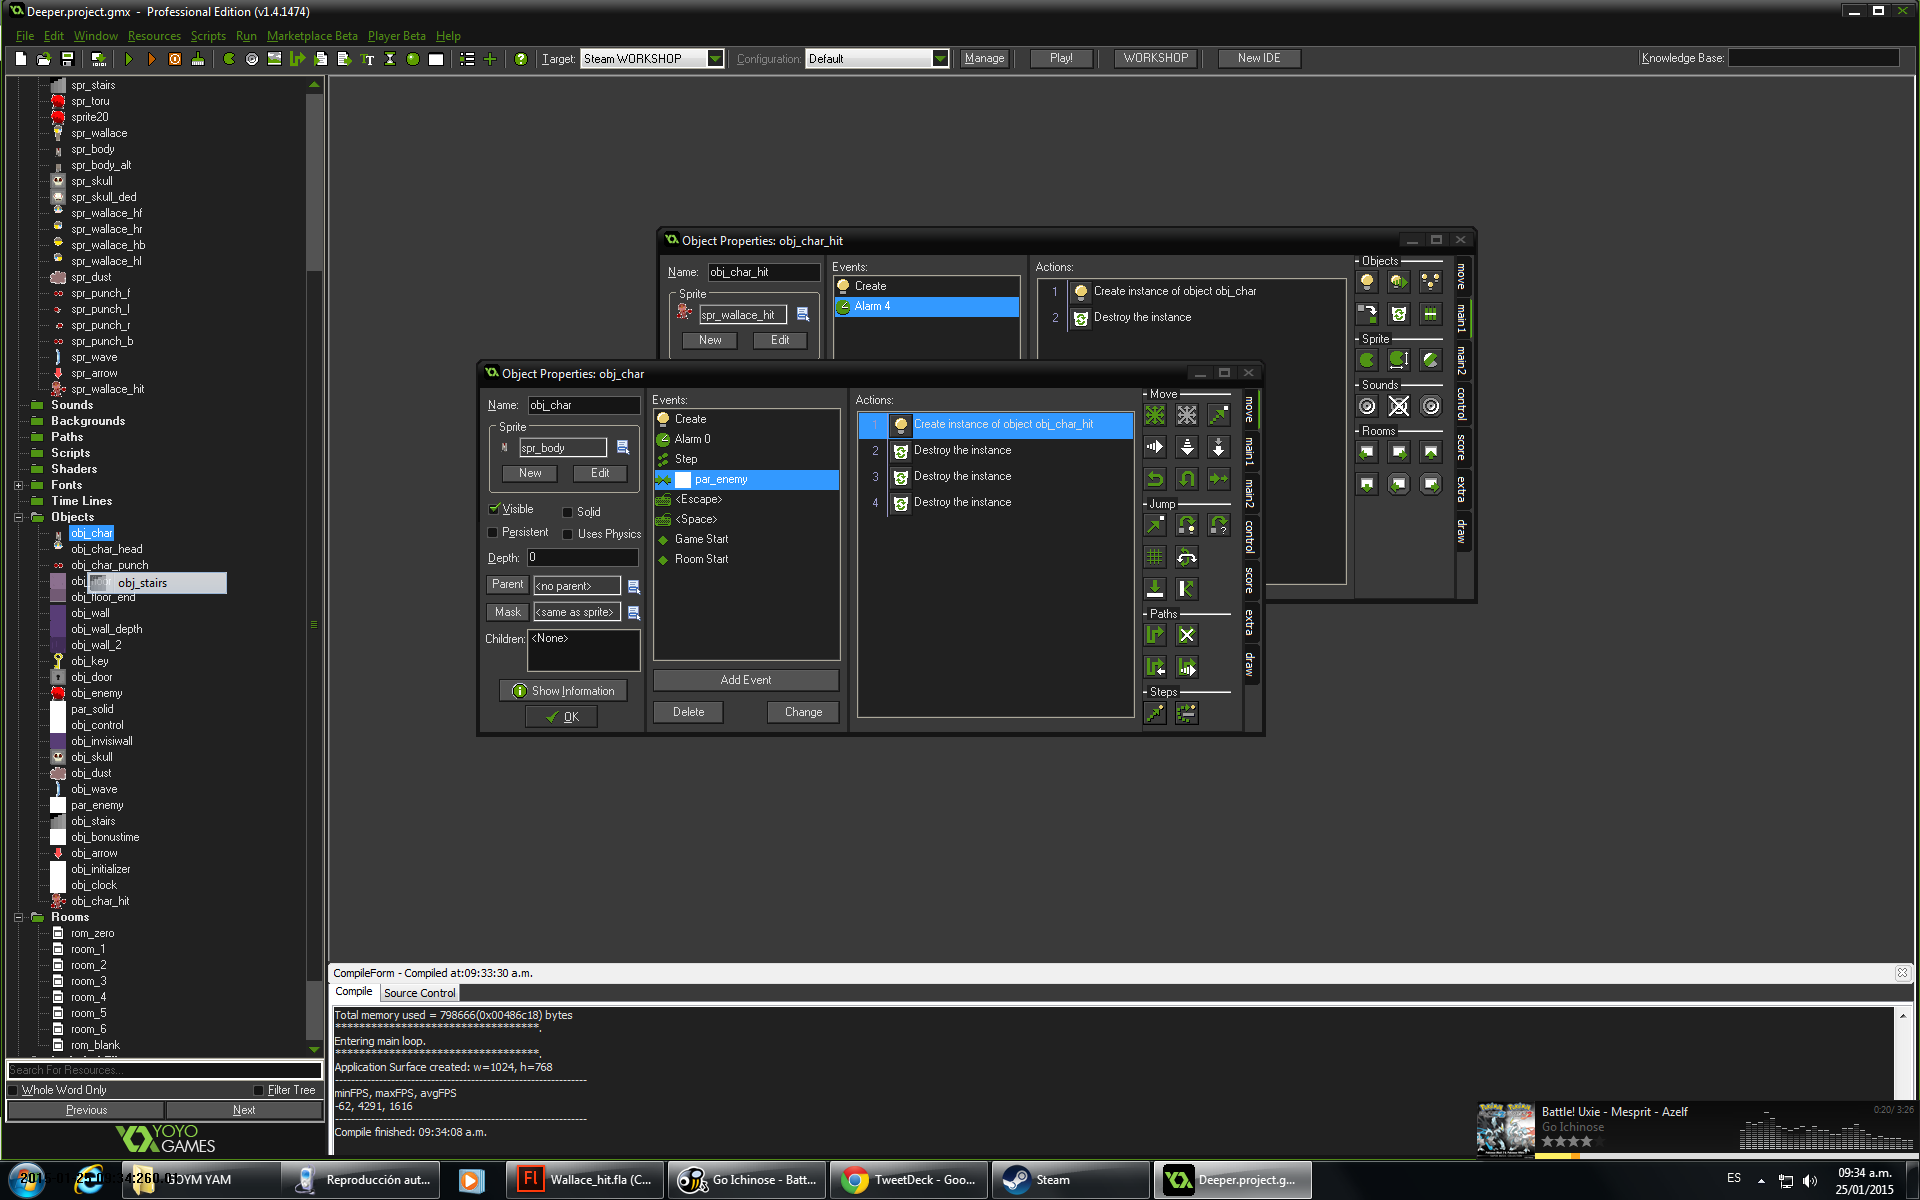 Deeper.project.gmx - Professional Edition (v1.4.1474)
File Edit Window Resources Scripts Run Marketplace Beta Player Beta Help
Target: Steam WORKSHOP Configuration: Default Manage Play! WORKSHOP New IDE Knowledge Base:
spr_stairs
spr_toru
sprite20
spr_wallace
spr_body
spr_body_alt
spr_skull
spr_skull_ded
spr_wallace_hf
spr_wallace_hr
spr_wallace_hb
spr_wallace_hl
spr_dust
spr_punch_f
spr_punch_l
spr_punch_r
spr_punch_b
spr_wave
spr_arrow
spr_wallace_hit
Sounds
Backgrounds
Paths
Scripts
Shaders
Fonts
Time Lines
Objects
obj_char
obj_char_head
obj_char_punch
obj_stairs
obj_floor_end
obj_wall
obj_wall_depth
obj_wall_2
obj_key
obj_door
obj_enemy
par_solid
obj_control
obj_invisiwall
obj_skull
obj_dust
obj_wave
par_enemy
obj_stairs
obj_bonustime
obj_arrow
obj_initializer
obj_clock
obj_char_hit
Rooms
rom_zero
room_1
room_2
room_3
room_4
room_5
room_6
rom_blank
Search For Resources...
Whole Word Only Filter Tree
Previous Next
YOYO
GAMES
Object Properties: obj_char_hit
Name: obj_char_hit
Sprite
spr_wallace_hit
New Edit
Events:
Create
Alarm 4
Actions:
1 Create instance of object obj_char
2 Destroy the instance
Objects
Sprite
Sounds
Rooms
move
main1
main2
control
score
extra
draw
Object Properties: obj_char
Name: obj_char
Sprite
spr_body
New Edit
Visible Solid
Persistent Uses Physics
Depth: 0
Parent <no parent>
Mask <same as sprite>
Children: <None>
Show Information
OK
Events:
Create
Alarm 0
Step
par_enemy
<Escape>
<Space>
Game Start
Room Start
Add Event
Delete Change
Actions:
1 Create instance of object obj_char_hit
2 Destroy the instance
3 Destroy the instance
4 Destroy the instance
Move
Jump
Paths
Steps
move
main1
main2
control
score
extra
draw
CompileForm - Compiled at:09:33:30 a.m.
Compile Source Control
Total memory used = 798666(0x00486c18) bytes
**********************************.
Entering main loop.
**********************************.
Application Surface created: w=1024, h=768
minFPS, maxFPS, avgFPS
-62, 4291, 1616
Compile finished: 09:34:08 a.m.
Battle! Uxie - Mesprit - Azelf 0:20/ 3:26
Go Ichinose
YM YAM
Reproducción aut...
Wallace_hit.fla (C...
Go Ichinose - Batt...
TweetDeck - Goo...
Steam
Deeper.project.g...
ES
09:34 a.m.
25/01/2015